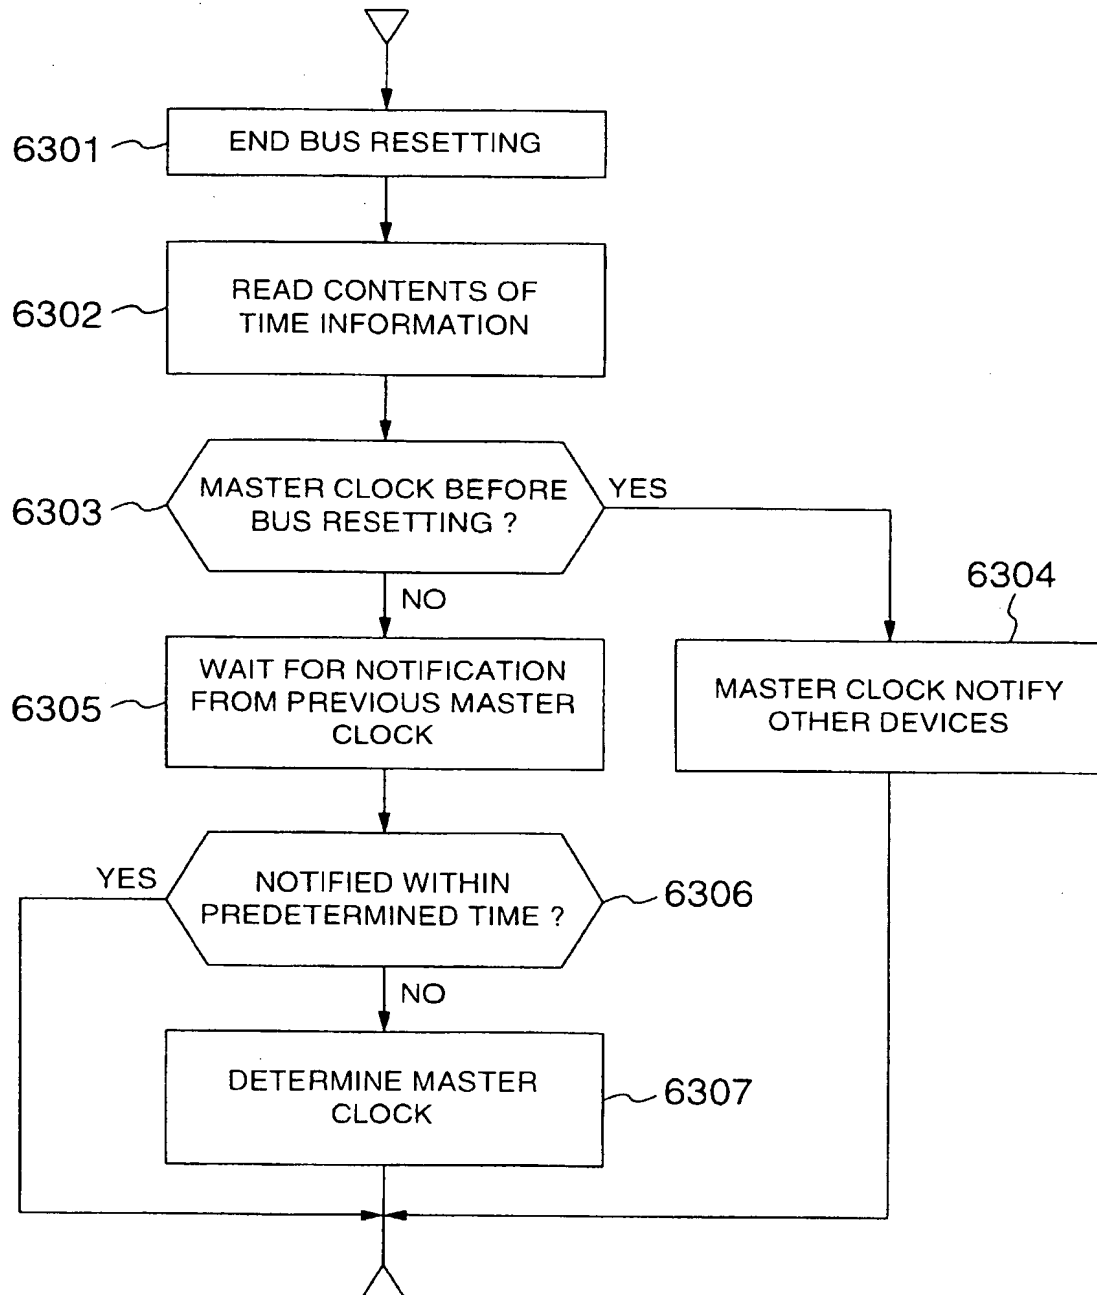 6301
END BUS RESETTING
6302
READ CONTENTS OF
TIME INFORMATION
6303
MASTER CLOCK BEFORE
BUS RESETTING ?
YES
NO
6304
MASTER CLOCK NOTIFY
OTHER DEVICES
6305
WAIT FOR NOTIFICATION
FROM PREVIOUS MASTER
CLOCK
YES
NOTIFIED WITHIN
PREDETERMINED TIME ?
6306
NO
DETERMINE MASTER
CLOCK
6307